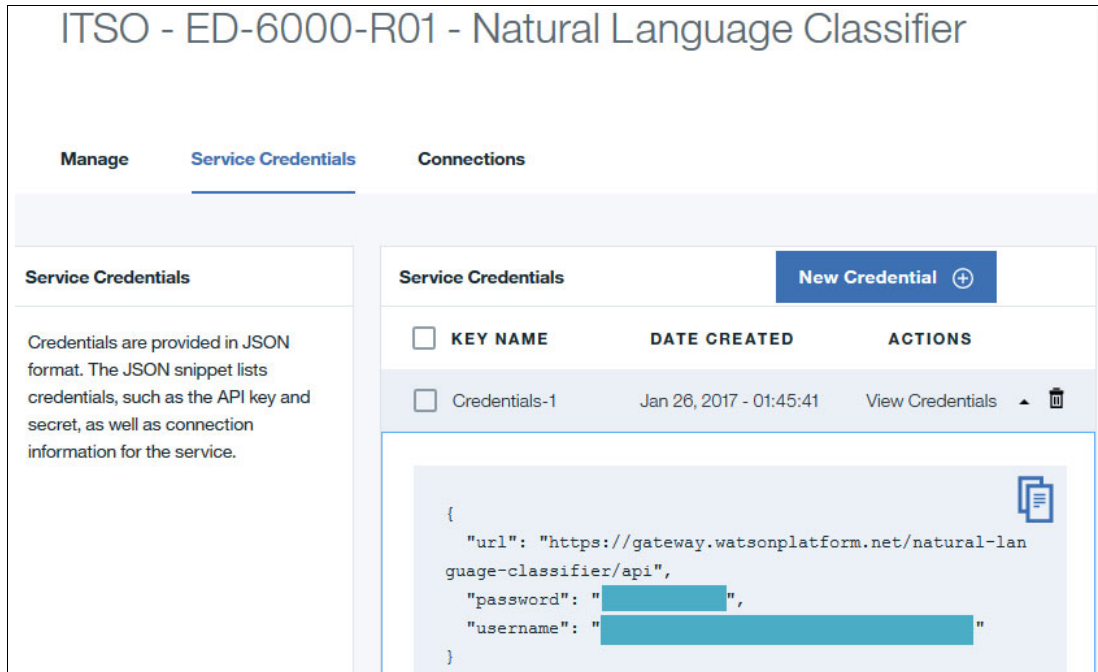 ITSO - ED-6000-R01 - Natural Language Classifier
Manage Service Credentials Connections
Service Credentials
Credentials are provided in JSON
format. The JSON snippet lists
credentials, such as the API key and
secret, as well as connection
information for the service.
Service Credentials New Credential
KEY NAME DATE CREATED ACTIONS
Credentials-1 Jan 26, 2017 - 01:45:41 View Credentials
{
"url": "https://gateway.watsonplatform.net/natural-lan
guage-classifier/api",
"password": " ",
"username": " "
}